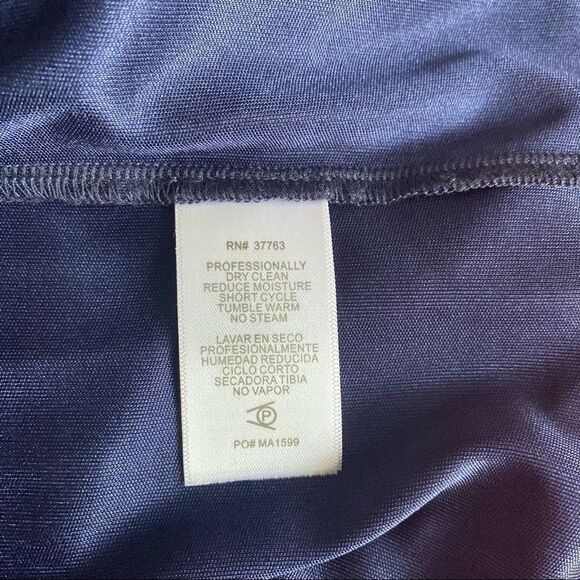 RN# 37763
PROFESSIONALLY
DRY CLEAN
REDUCE MOISTURE
SHORT CYCLE
TUMBLE WARM
NO STEAM
LAVAR EN SECO
PROFESIONALMENTE
HUMEDAD REDUCIDA
CICLO CORTO
SECADORA TIBIA
NO VAPOR
P
PO# MA1599